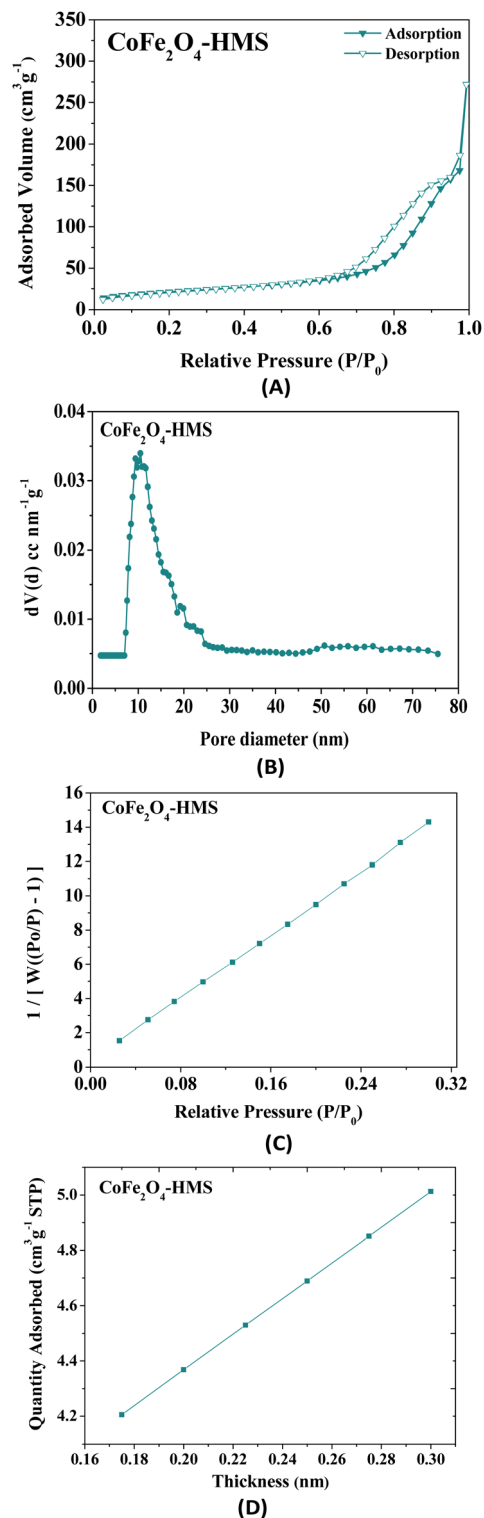 CoFe₂O₄-HMS
Adsorption
Desorption
350
300
250
200
150
100
50
0
Adsorbed Volume (cm³g⁻¹)
0.0 0.2 0.4 0.6 0.8 1.0
Relative Pressure (P/P₀)
(A)
CoFe₂O₄-HMS
0.04
0.03
0.02
0.01
0.00
dV(d) cc nm⁻¹g⁻¹
0 10 20 30 40 50 60 70 80
Pore diameter (nm)
(B)
CoFe₂O₄-HMS
16
14
12
10
8
6
4
2
0
1 / [ W((Po/P) - 1) ]
0.00 0.08 0.16 0.24 0.32
Relative Pressure (P/P₀)
(C)
CoFe₂O₄-HMS
5.0
4.8
4.6
4.4
4.2
Quantity Adsorbed (cm³g⁻¹ STP)
0.16 0.18 0.20 0.22 0.24 0.26 0.28 0.30
Thickness (nm)
(D)